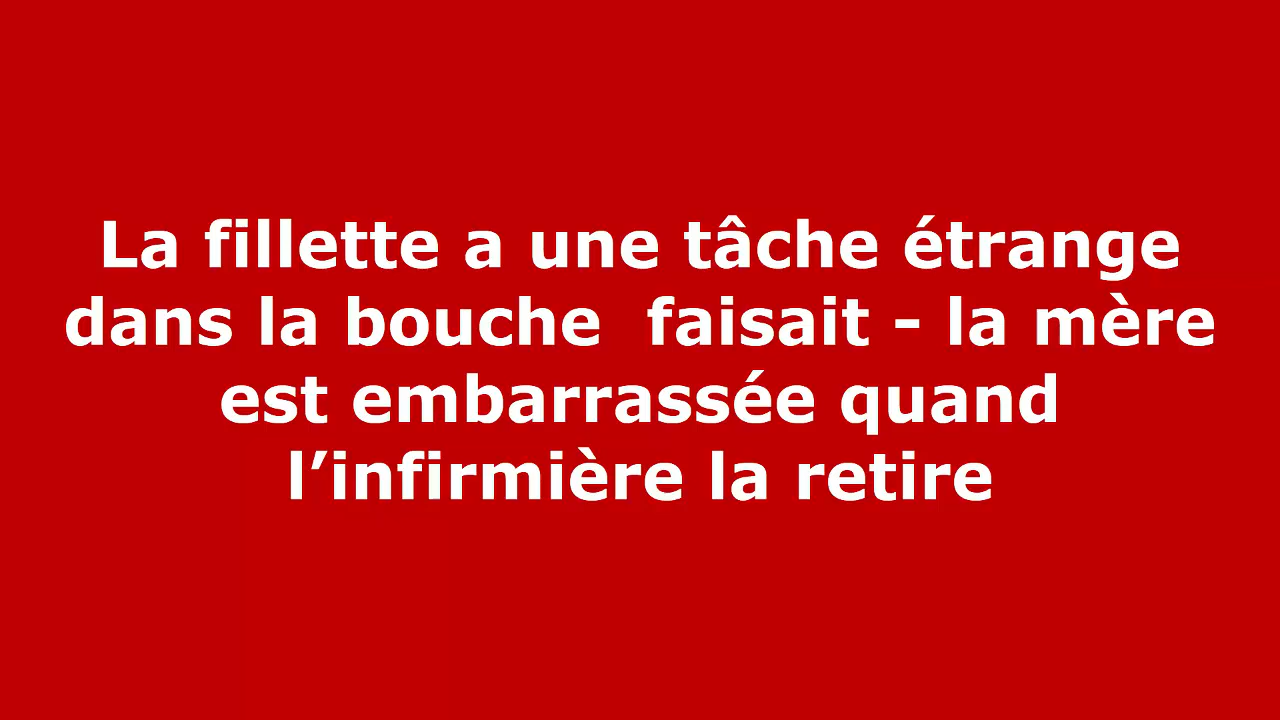 La fillette a une tâche étrange
dans la bouche  faisait - la mère
est embarrassée quand
l’infirmière la retire